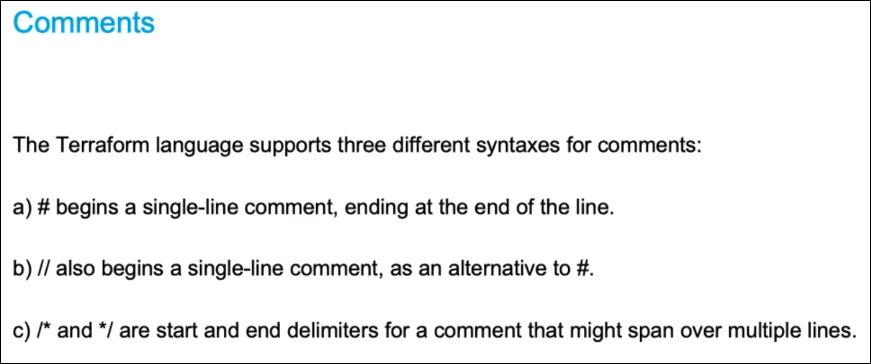 Comments
The Terraform language supports three different syntaxes for comments:
a) # begins a single-line comment, ending at the end of the line.
b) // also begins a single-line comment, as an alternative to #.
c) /* and */ are start and end delimiters for a comment that might span over multiple lines.